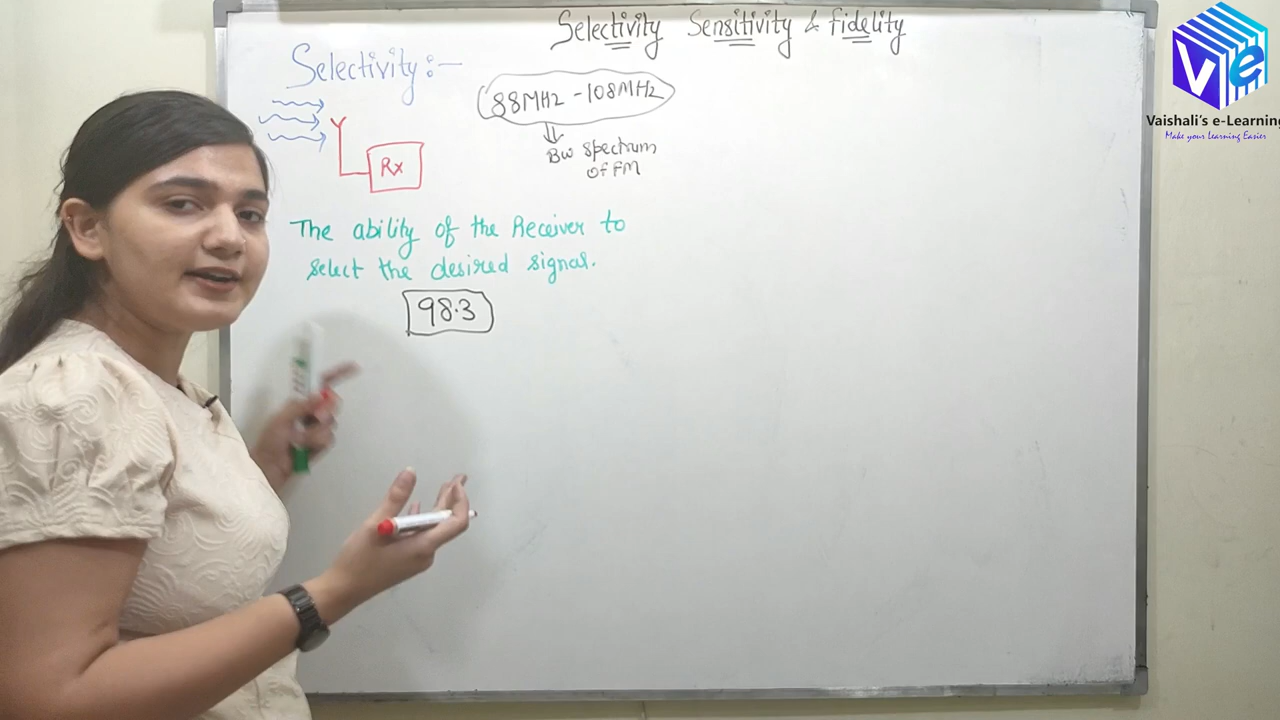 Selectivity Sensitivity & fidelity
Selectivity :-
88MHz - 108MHz
BW spectrum
of FM
Rx
The ability of the Receiver to
select the desired signal.
98.3
Ve
Vaishali's e-Learning
Make your Learning Easier